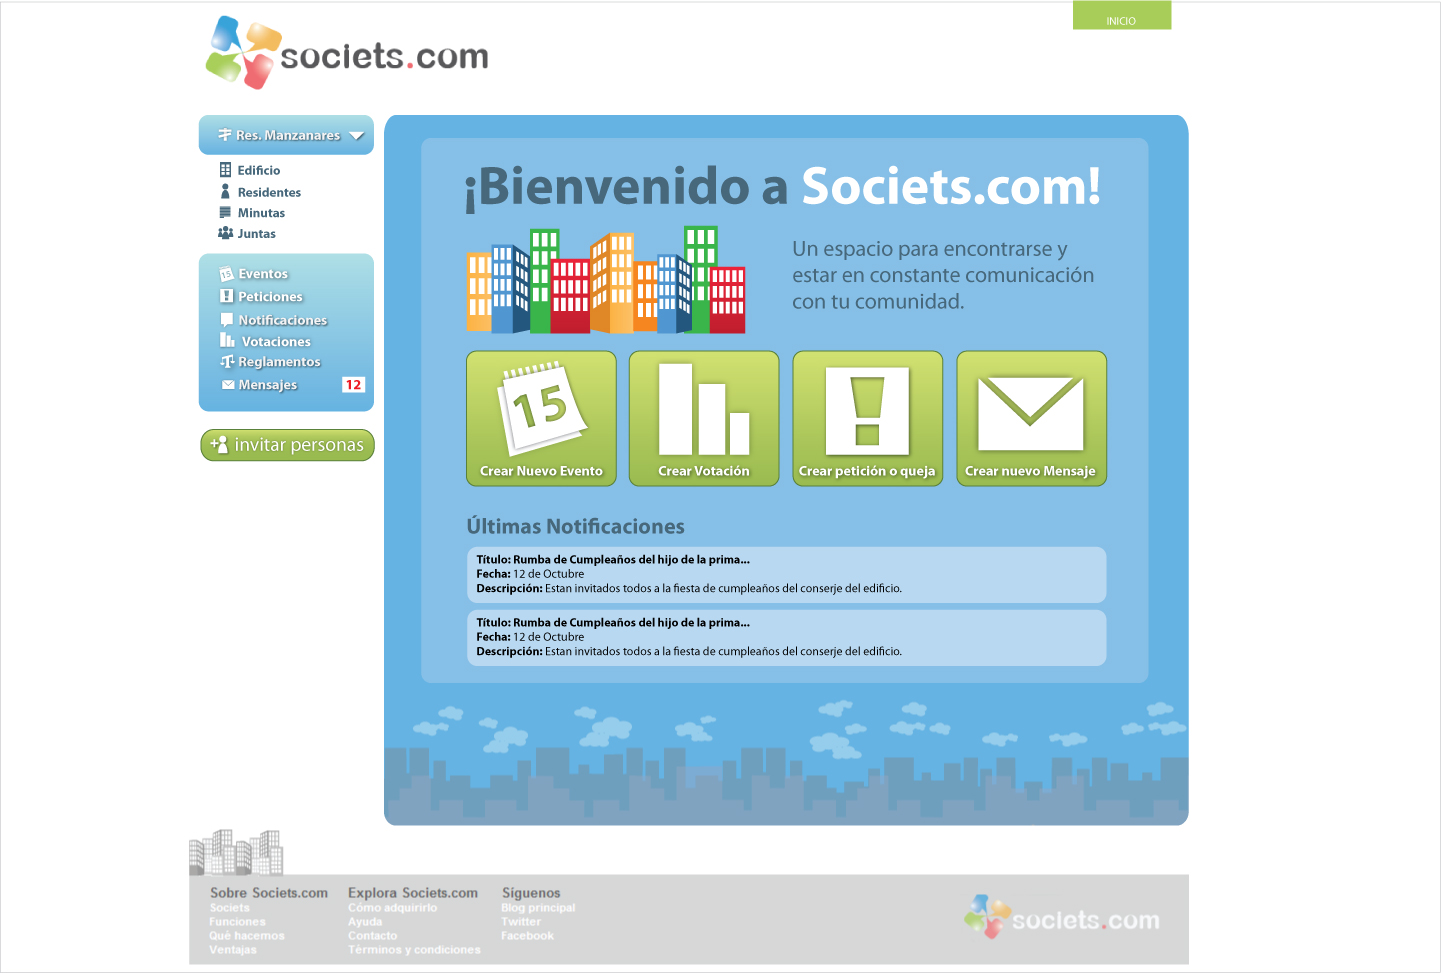 societs.com
INICIO
Res. Manzanares
Edificio
Residentes
Minutas
Juntas
15 Eventos
Peticiones
Notificaciones
Votaciones
Reglamentos
Mensajes 12
invitar personas
¡Bienvenido a Societs.com!
Un espacio para encontrarse y
estar en constante comunicación
con tu comunidad.
15
Crear Nuevo Evento
Crear Votación
Crear petición o queja
Crear nuevo Mensaje
Últimas Notificaciones
Título: Rumba de Cumpleaños del hijo de la prima...
Fecha: 12 de Octubre
Descripción: Estan invitados todos a la fiesta de cumpleaños del conserje del edificio.
Título: Rumba de Cumpleaños del hijo de la prima...
Fecha: 12 de Octubre
Descripción: Estan invitados todos a la fiesta de cumpleaños del conserje del edificio.
Sobre Societs.com
Societs
Funciones
Qué hacemos
Ventajas
Explora Societs.com
Cómo adquirirlo
Ayuda
Contacto
Términos y condiciones
Síguenos
Blog principal
Twitter
Facebook
societs.com